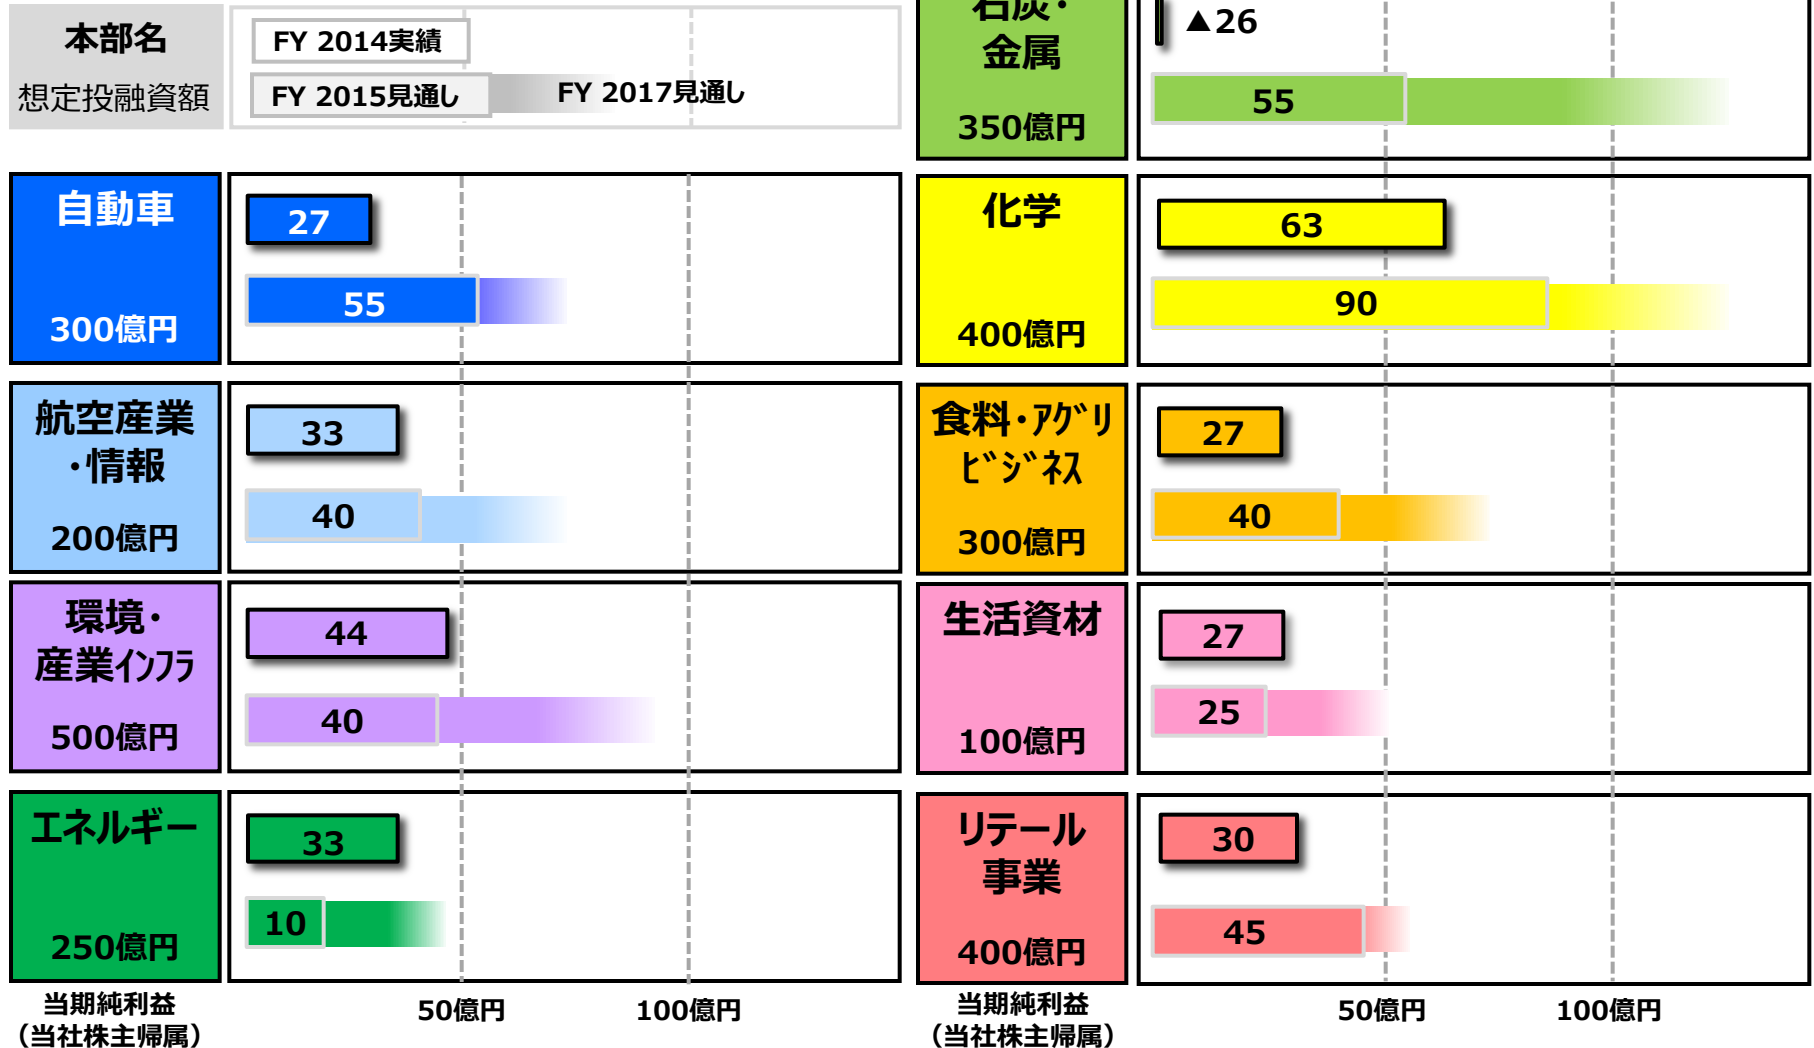 本部名
想定投融資額
FY 2014実績
FY 2015見通し
FY 2017見通し
自動車
300億円
27
55
航空産業
・情報
200億円
33
40
環境・
産業ｲﾝﾌﾗ
500億円
44
40
エネルギー
250億円
33
10
当期純利益
（当社株主帰属）
50億円
100億円
石炭・
金属
350億円
▲26
55
化学
400億円
63
90
食料・ｱｸﾞﾘ
ﾋﾞｼﾞﾈｽ
300億円
27
40
生活資材
100億円
27
25
リテール
事業
400億円
30
45
当期純利益
（当社株主帰属）
50億円
100億円